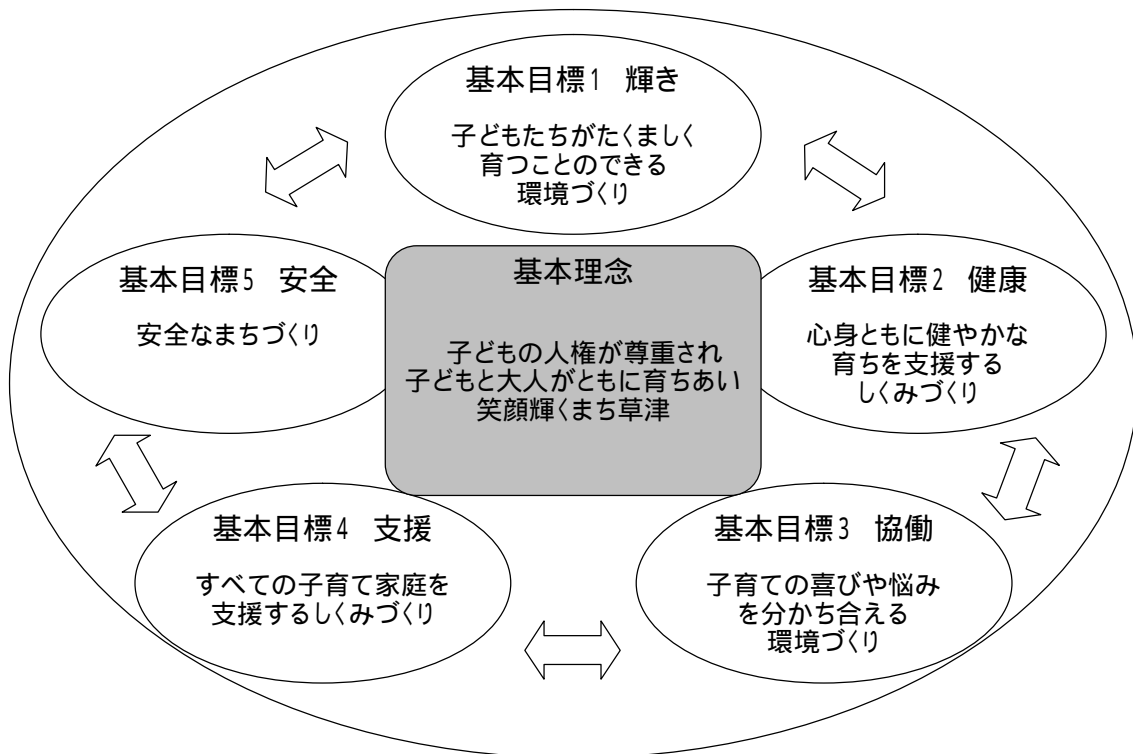 基本目標1 輝き
子どもたちがたくましく
育つことのできる
環境づくり
基本目標5 安全
安全なまちづくり
基本理念
子どもの人権が尊重され
子どもと大人がともに育ちあい
笑顔輝くまち草津
基本目標2 健康
心身ともに健やかな
育ちを支援する
しくみづくり
基本目標4 支援
すべての子育て家庭を
支援するしくみづくり
基本目標3 協働
子育ての喜びや悩み
を分かち合える
環境づくり